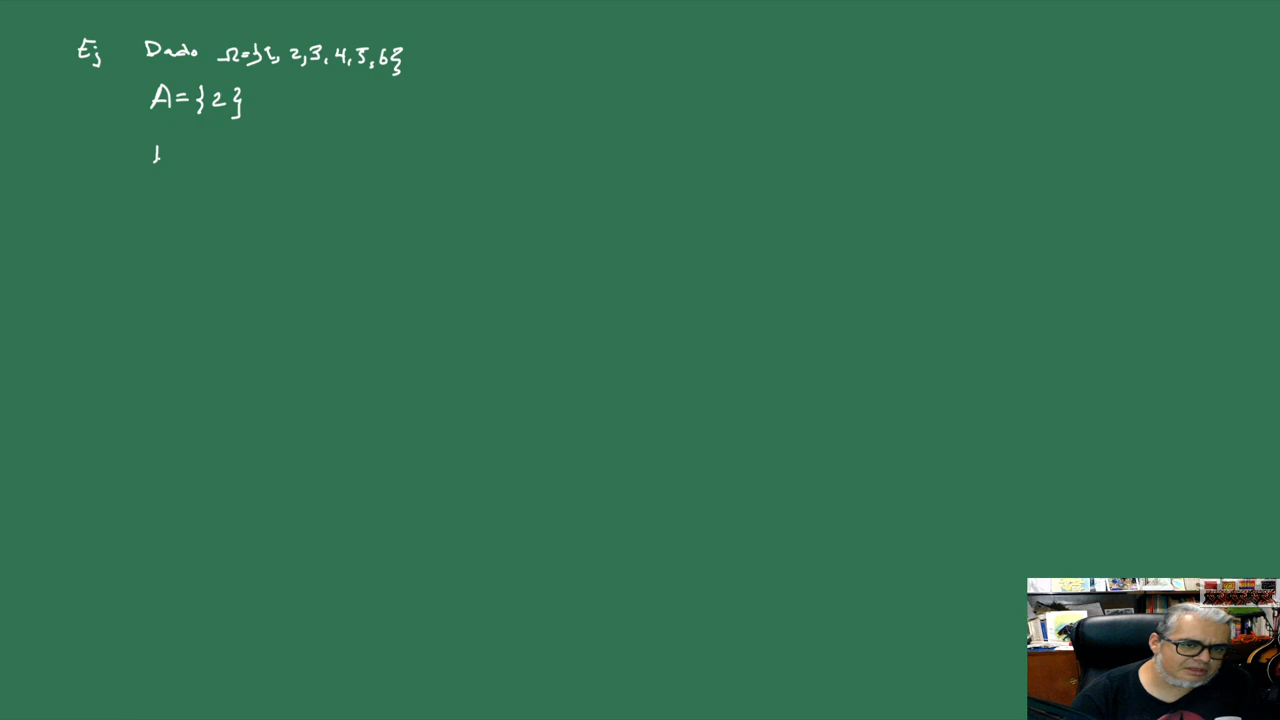 Ej Dado Ω={1, 2, 3, 4, 5, 6}
A={2}